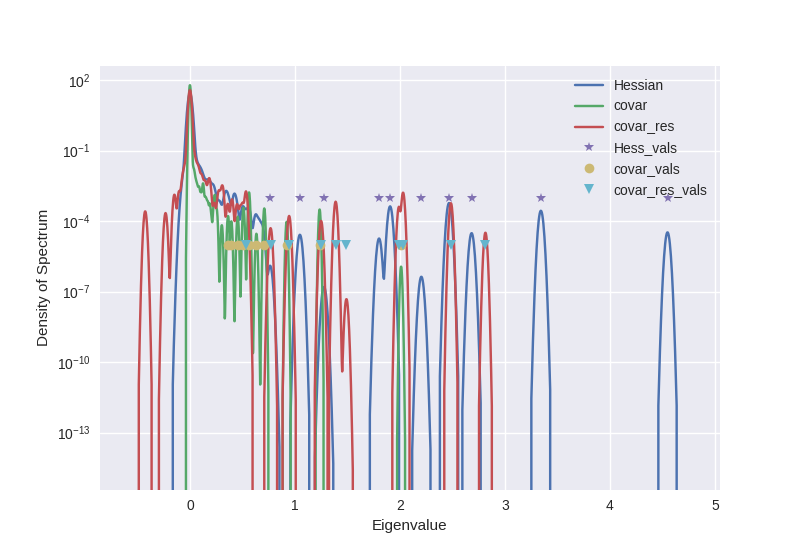 10^2
10^-1
10^-4
10^-7
10^-10
10^-13
Density of Spectrum
Hessian
covar
covar_res
Hess_vals
covar_vals
covar_res_vals
0 1 2 3 4 5
Eigenvalue